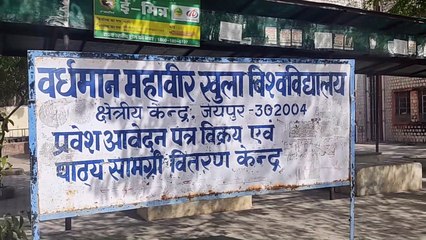 ई-मित्र
वर्धमान महावीर खुला बिश्वविद्यालय
क्षेत्रीय केन्द्र, जयपुर-302004
प्रवेश आवेदन पत्र विक्रय एवं
पाठ्य सामग्री वितरण केन्द्र